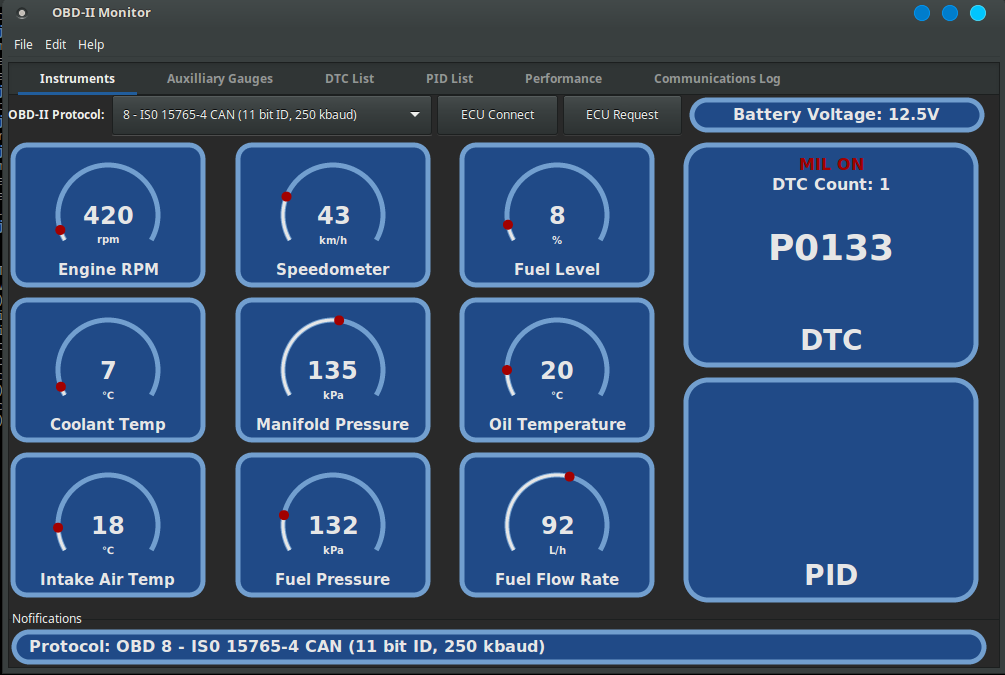 OBD-II Monitor
File Edit Help
Instruments Auxilliary Gauges DTC List PID List Performance Communications Log
OBD-II Protocol: 8 - IS0 15765-4 CAN (11 bit ID, 250 kbaud) ECU Connect ECU Request Battery Voltage: 12.5V
420
rpm
Engine RPM
43
km/h
Speedometer
8
%
Fuel Level
MIL ON
DTC Count: 1
P0133
DTC
7
°C
Coolant Temp
135
kPa
Manifold Pressure
20
°C
Oil Temperature
18
°C
Intake Air Temp
132
kPa
Fuel Pressure
92
L/h
Fuel Flow Rate
PID
Nofifications
Protocol: OBD 8 - IS0 15765-4 CAN (11 bit ID, 250 kbaud)